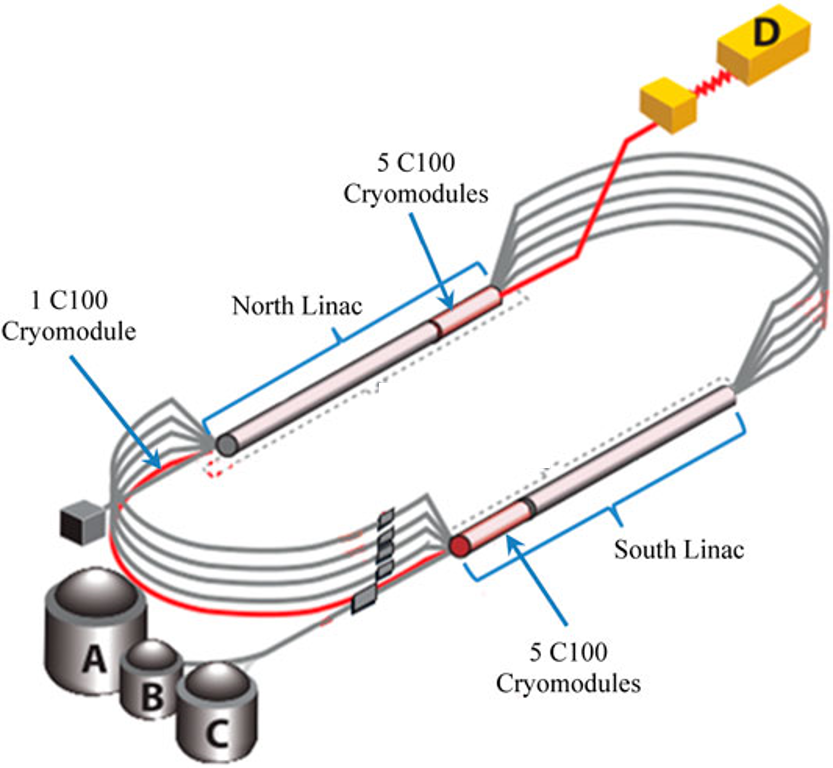 D
5 C100
Cryomodules
1 C100
Cryomodule
North Linac
South Linac
A
B
C
5 C100
Cryomodules